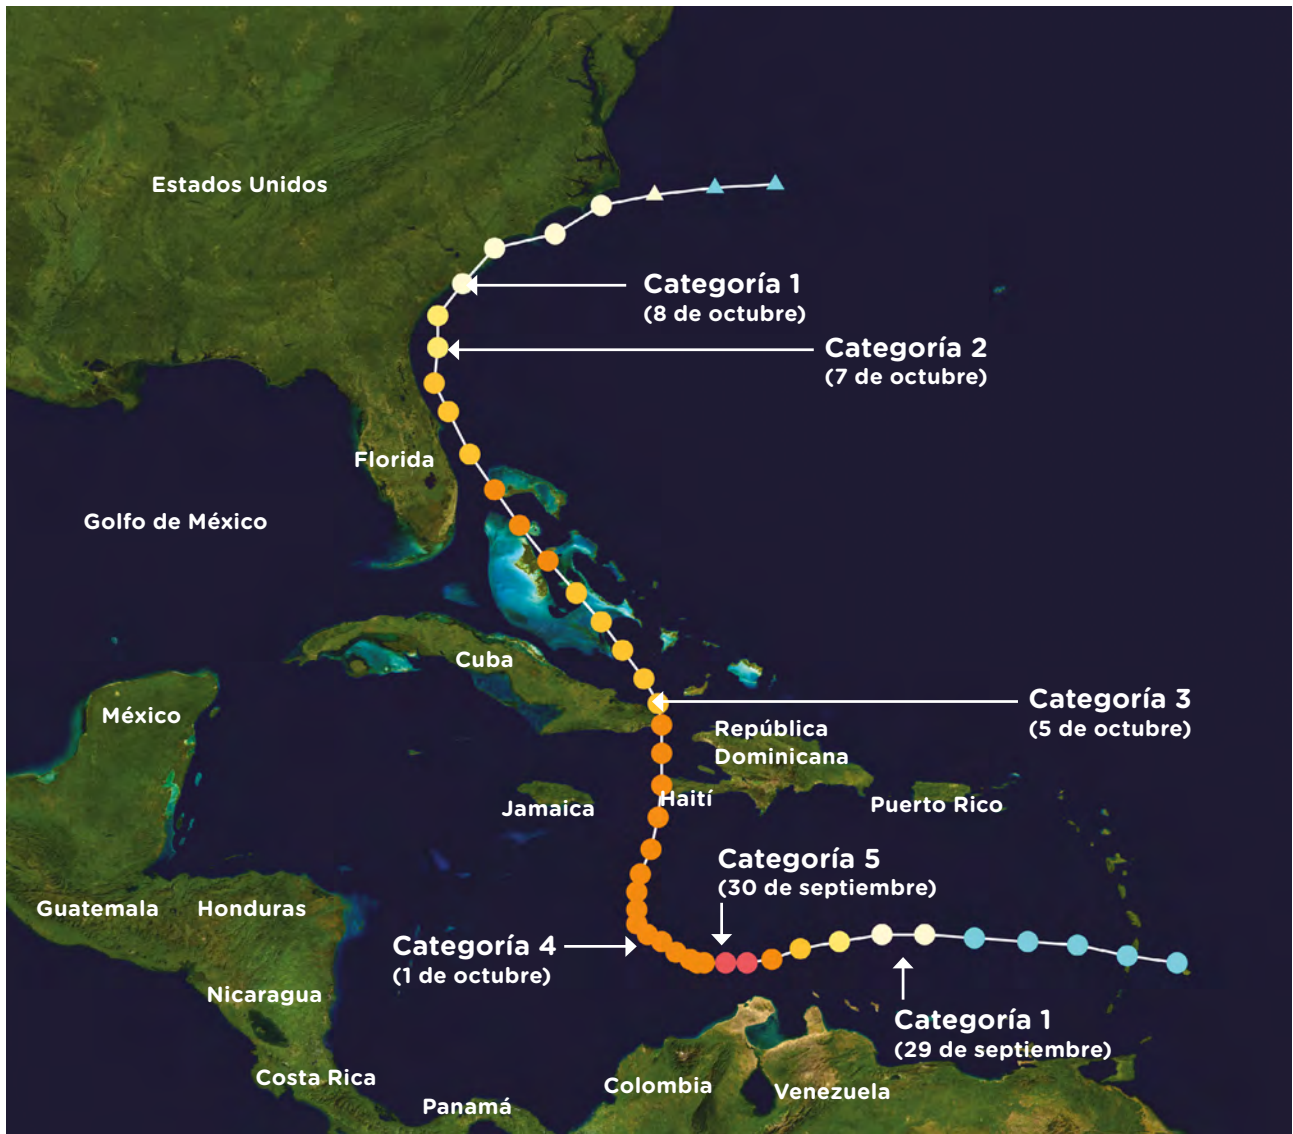 Estados Unidos
Categoría 1
(8 de octubre)
Categoría 2
(7 de octubre)
Florida
Golfo de México
Cuba
Categoría 3
(5 de octubre)
México
República
Dominicana
Haití
Jamaica
Puerto Rico
Categoría 5
(30 de septiembre)
Guatemala
Honduras
Categoría 4
(1 de octubre)
Nicaragua
Categoría 1
(29 de septiembre)
Costa Rica
Colombia
Venezuela
Panamá